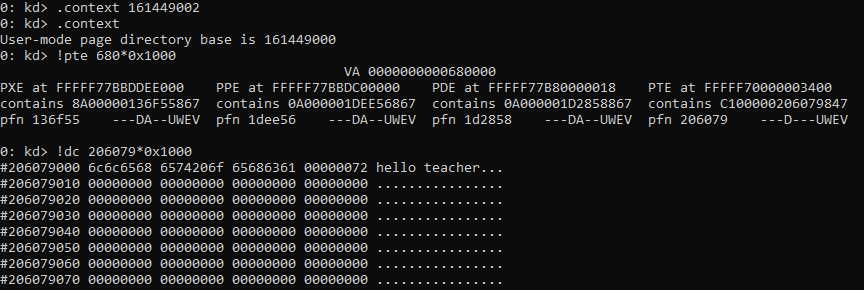 0: kd> .context 161449002
0: kd> .context
User-mode page directory base is 161449000
0: kd> !pte 680*0x1000
VA 0000000000680000
PXE at FFFFF77BBDDEE000    PPE at FFFFF77BBDC00000    PDE at FFFFF77B80000018    PTE at FFFFF70000003400
contains 8A00000136F55867  contains 0A000001DEE56867  contains 0A000001D2858867  contains C100000206079847
pfn 136f55    ---DA--UWEV  pfn 1dee56    ---DA--UWEV  pfn 1d2858    ---DA--UWEV  pfn 206079    ---D---UWEV
0: kd> !dc 206079*0x1000
#206079000 6c6c6568 6574206f 65686361 00000072 hello teacher...
#206079010 00000000 00000000 00000000 00000000 ................
#206079020 00000000 00000000 00000000 00000000 ................
#206079030 00000000 00000000 00000000 00000000 ................
#206079040 00000000 00000000 00000000 00000000 ................
#206079050 00000000 00000000 00000000 00000000 ................
#206079060 00000000 00000000 00000000 00000000 ................
#206079070 00000000 00000000 00000000 00000000 ................